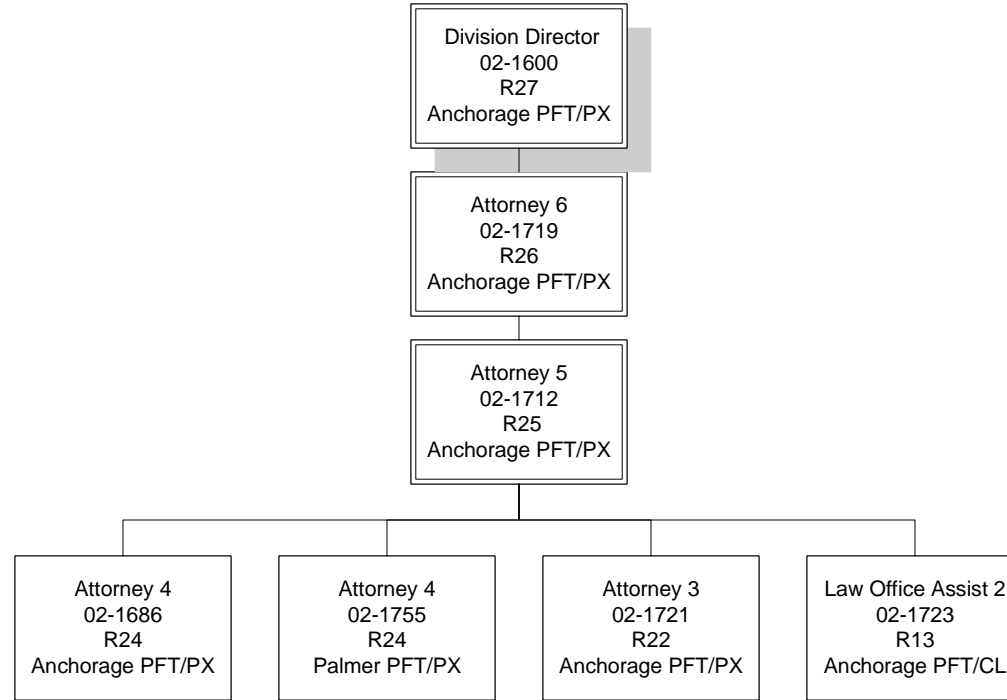 Division Director
02-1600
R27
Anchorage PFT/PX
Attorney 6
02-1719
R26
Anchorage PFT/PX
Attorney 5
02-1712
R25
Anchorage PFT/PX
Attorney 4
02-1686
R24
Anchorage PFT/PX
Attorney 4
02-1755
R24
Palmer PFT/PX
Attorney 3
02-1721
R22
Anchorage PFT/PX
Law Office Assist 2
02-1723
R13
Anchorage PFT/CL